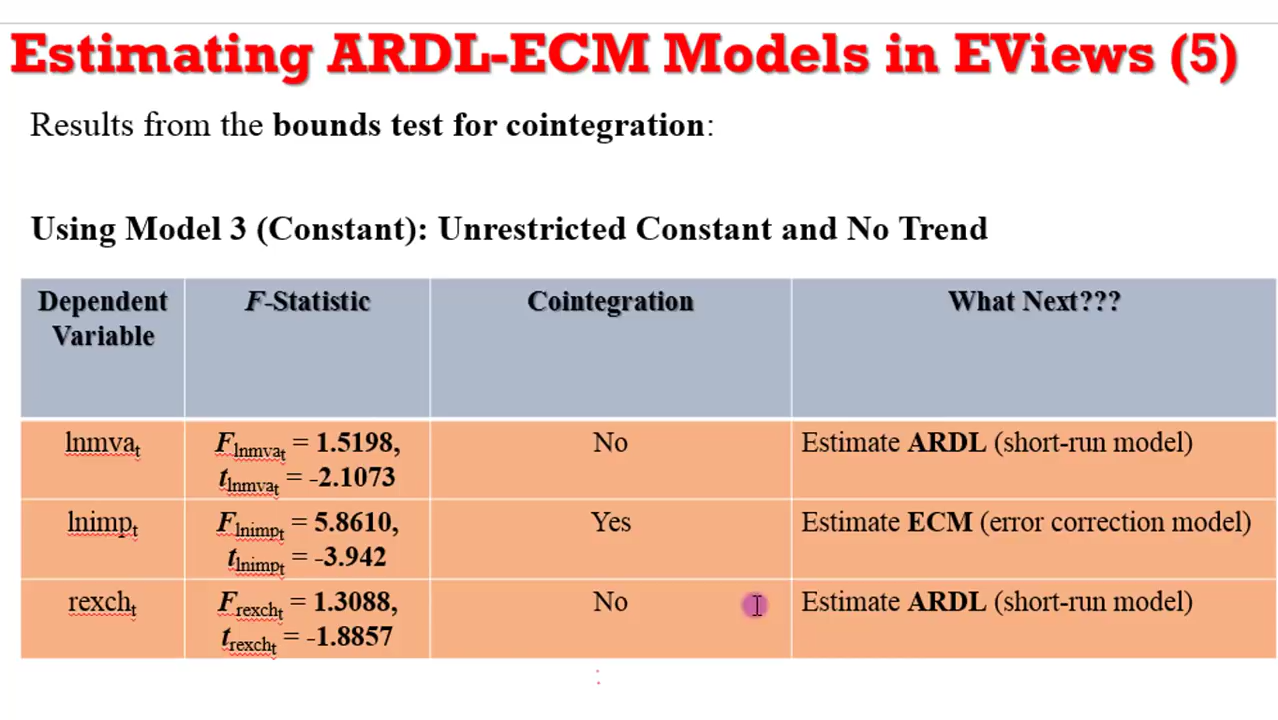 Estimating ARDL-ECM Models in EViews (5)
Results from the bounds test for cointegration:
Using Model 3 (Constant): Unrestricted Constant and No Trend
Dependent Variable
F-Statistic
Cointegration
What Next???
lnmvat
Flnmvat = 1.5198,
tlnmvat = -2.1073
No
Estimate ARDL (short-run model)
lnimpt
Flnimpt = 5.8610,
tlnimpt = -3.942
Yes
Estimate ECM (error correction model)
rexcht
Frexcht = 1.3088,
trexcht = -1.8857
No
Estimate ARDL (short-run model)